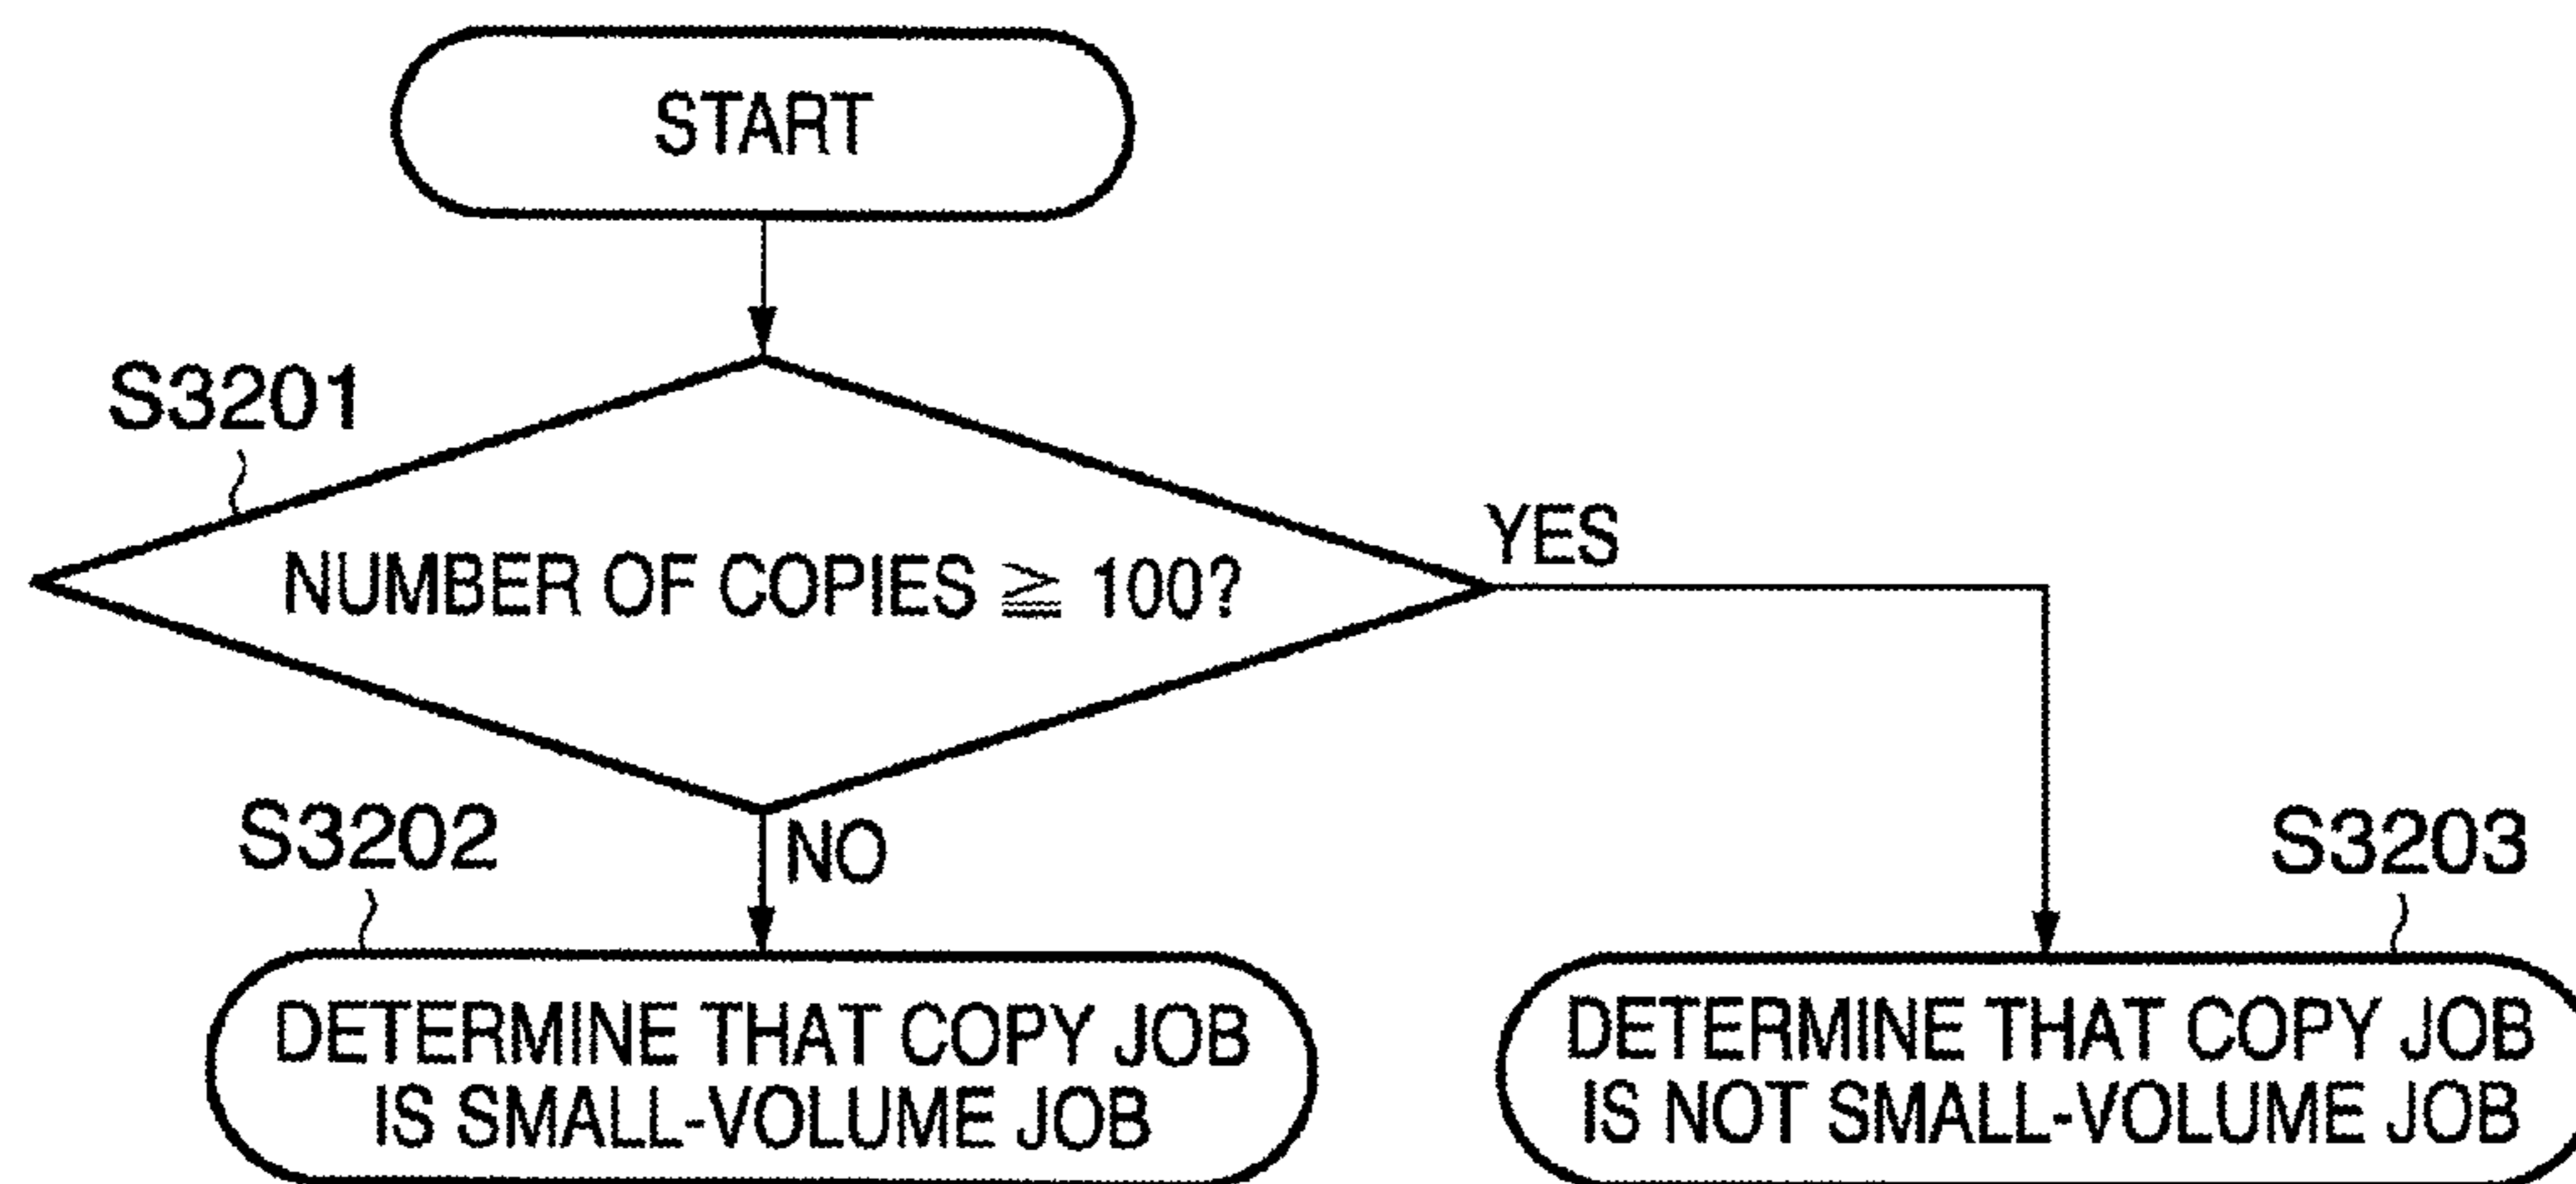 START
S3201
NUMBER OF COPIES ≧ 100?
YES
NO
S3202
DETERMINE THAT COPY JOB
IS SMALL-VOLUME JOB
S3203
DETERMINE THAT COPY JOB
IS NOT SMALL-VOLUME JOB